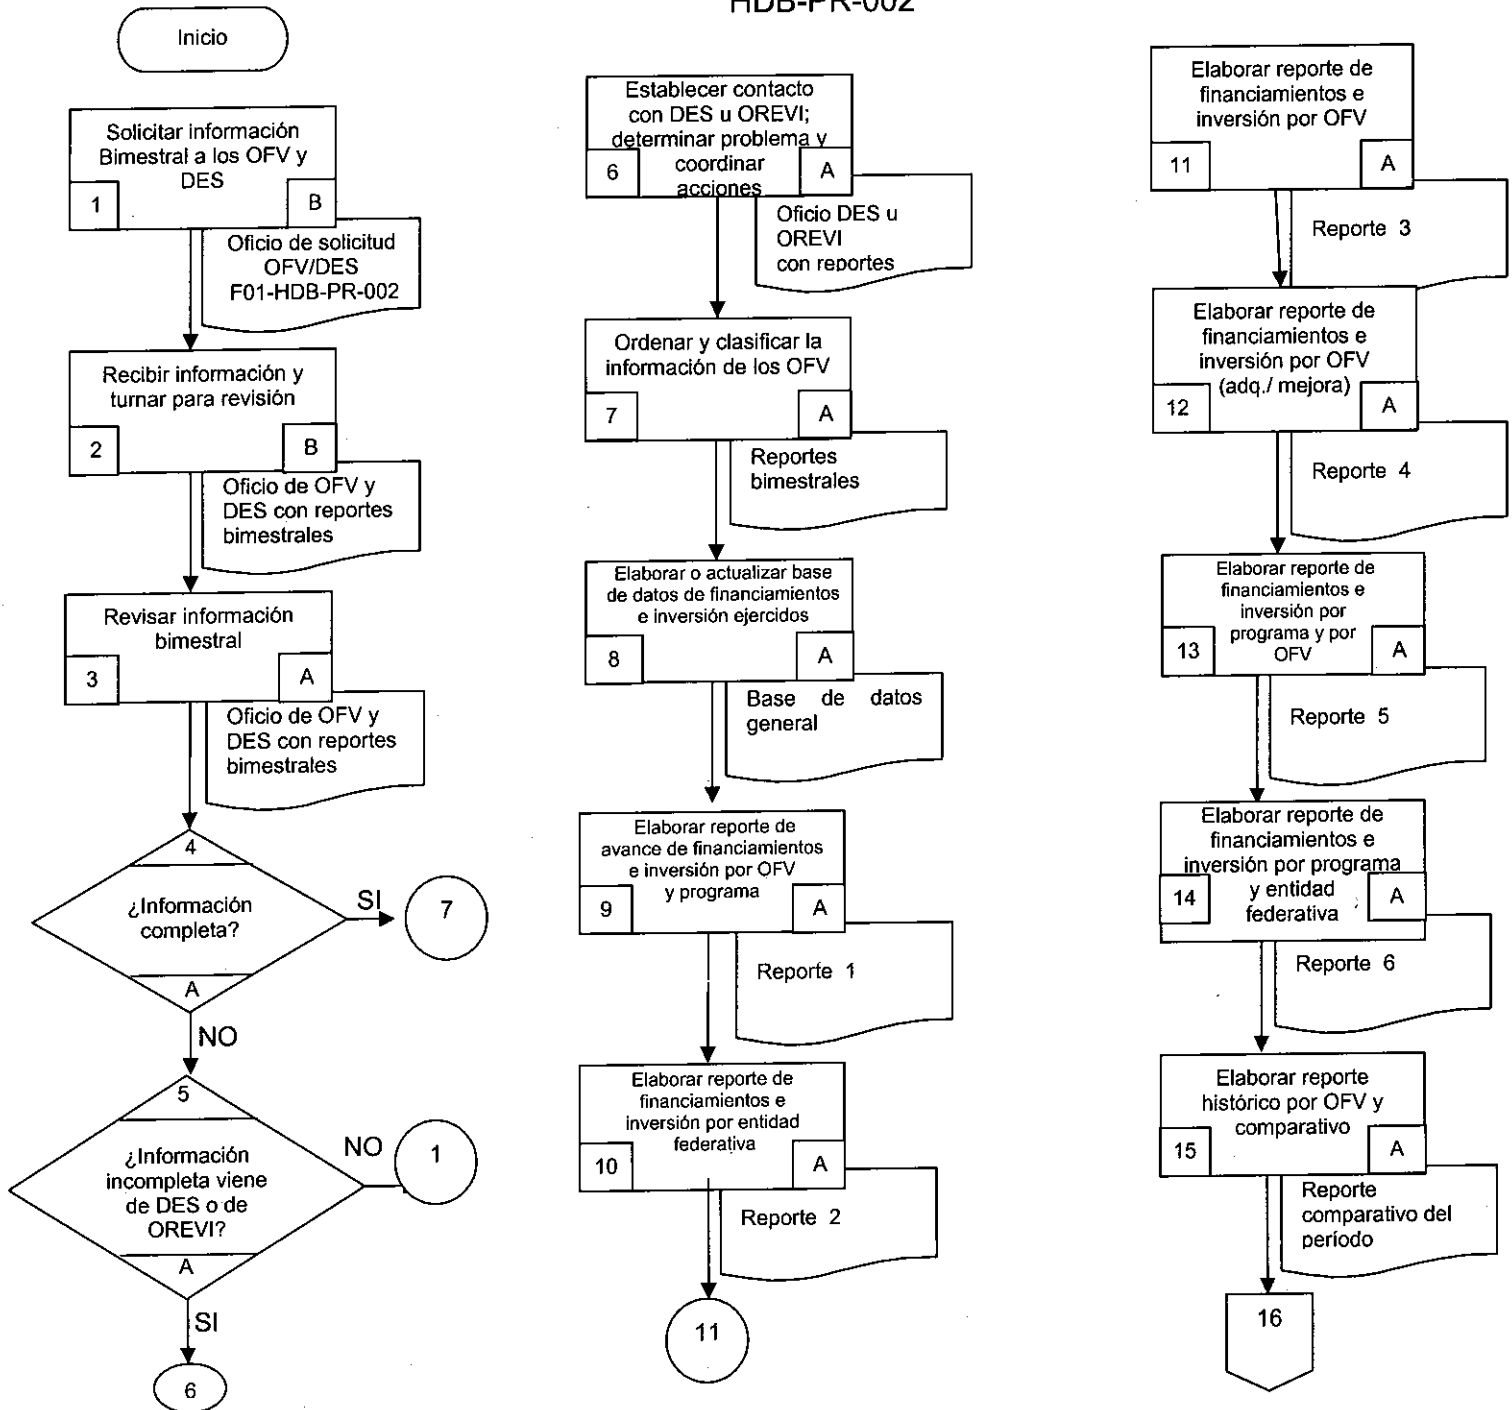 HDB-PR-002
Inicio
Solicitar información
Bimestral a los OFV y
DES
1
B
Oficio de solicitud
OFV/DES
F01-HDB-PR-002
Recibir información y
turnar para revisión
2
B
Oficio de OFV y
DES con reportes
bimestrales
Revisar información
bimestral
3
A
Oficio de OFV y
DES con reportes
bimestrales
4
¿Información
completa?
A
SI
7
NO
5
¿Información
incompleta viene
de DES o de
OREVI?
A
NO
1
SI
6
Establecer contacto
con DES u OREVI;
determinar problema y
coordinar
acciones
6
A
Oficio DES u
OREVI
con reportes
Ordenar y clasificar la
información de los OFV
7
A
Reportes
bimestrales
Elaborar o actualizar base
de datos de financiamientos
e inversión ejercidos
8
A
Base de datos
general
Elaborar reporte de
avance de financiamientos
e inversión por OFV
y programa
9
A
Reporte 1
Elaborar reporte de
financiamientos e
inversión por entidad
federativa
10
A
Reporte 2
11
Elaborar reporte de
financiamientos e
inversión por OFV
11
A
Reporte 3
Elaborar reporte de
financiamientos e
inversión por OFV
(adq./ mejora)
12
A
Reporte 4
Elaborar reporte de
financiamientos e
inversión por
programa y por
OFV
13
A
Reporte 5
Elaborar reporte de
financiamientos e
inversión por programa
y entidad
federativa
14
A
Reporte 6
Elaborar reporte
histórico por OFV y
comparativo
15
A
Reporte
comparativo del
período
16